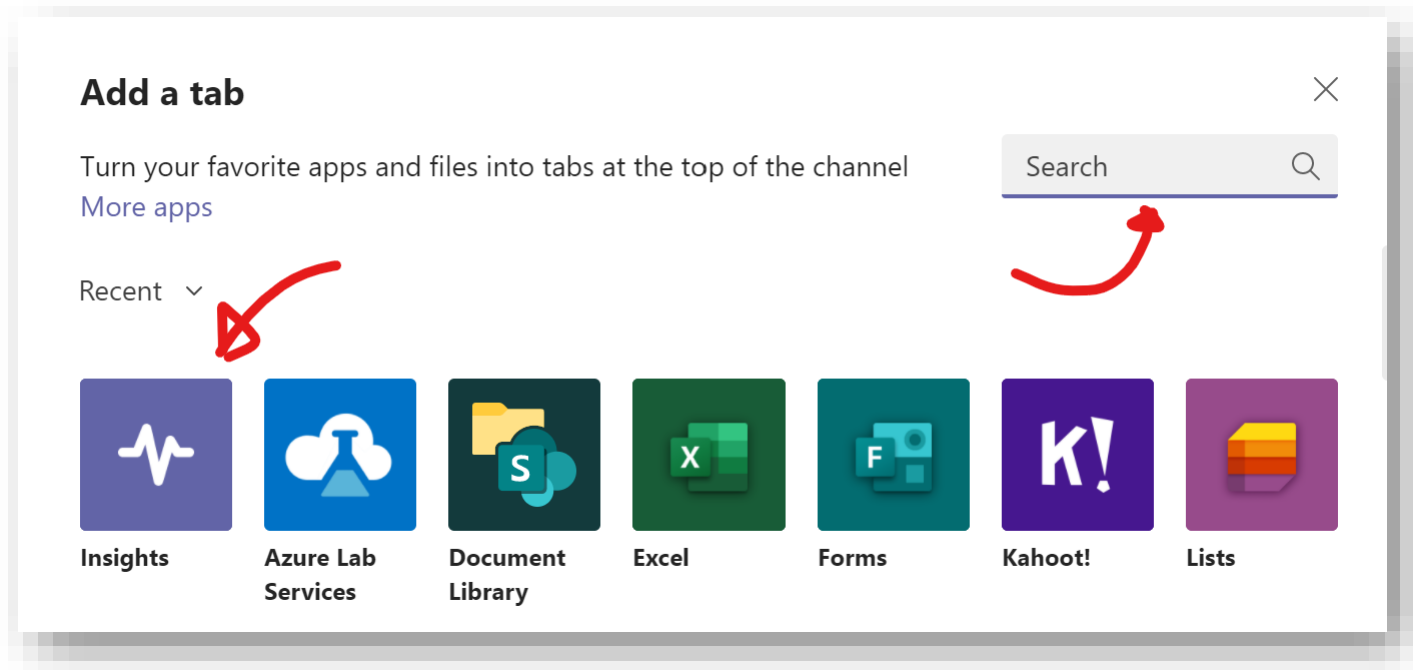 Add a tab
Turn your favorite apps and files into tabs at the top of the channel
More apps
Search
Recent
S
X
F
K!
Insights
Azure Lab
Services
Document
Library
Excel
Forms
Kahoot!
Lists